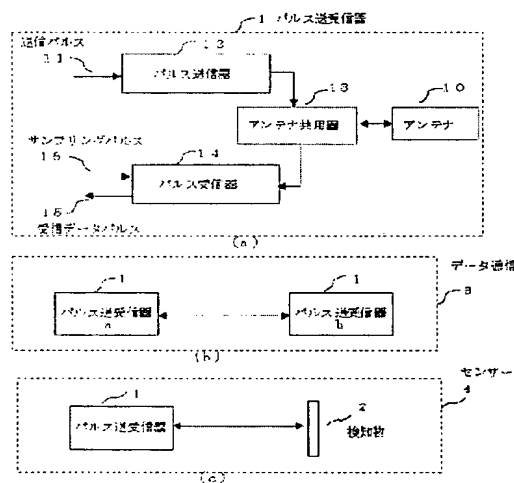 1 パルス送受信器
送信パルス
11
12
パルス送信器
13
アンテナ共用器
10
アンテナ
サンプリングパルス
16
14
パルス受信器
15
受信データパルス
(a)
データ通信
3
1
パルス送受信器
a
1
パルス送受信器
b
(b)
センサー
4
1
パルス送受信器
2
検知物
(c)